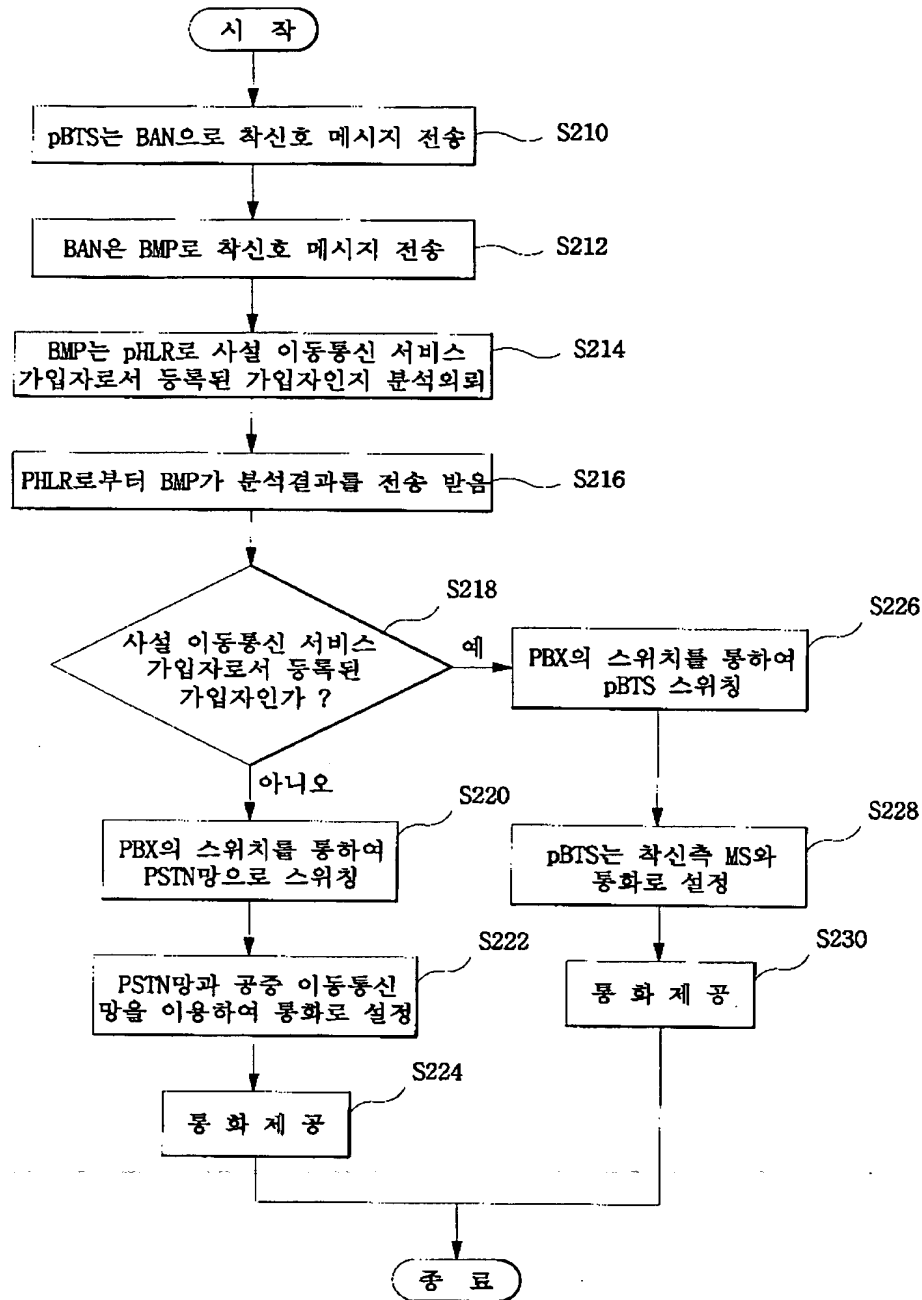 시 작
pBTS는 BAN으로 착신호 메시지 전송
S210
BAN은 BMP로 착신호 메시지 전송
S212
BMP는 pHLR로 사설 이동통신 서비스
가입자로서 등록된 가입자인지 분석의뢰
S214
PHLR로부터 BMP가 분석결과를 전송 받음
S216
S218
사설 이동통신 서비스
가입자로서 등록된
가입자인가 ?
예
S226
PBX의 스위치를 통하여
pBTS 스위칭
아니오
S220
PBX의 스위치를 통하여
PSTN망으로 스위칭
S228
pBTS는 착신측 MS와
통화로 설정
S222
PSTN망과 공중 이동통신
망을 이용하여 통화로 설정
S230
통 화 제 공
S224
통 화 제 공
종 료